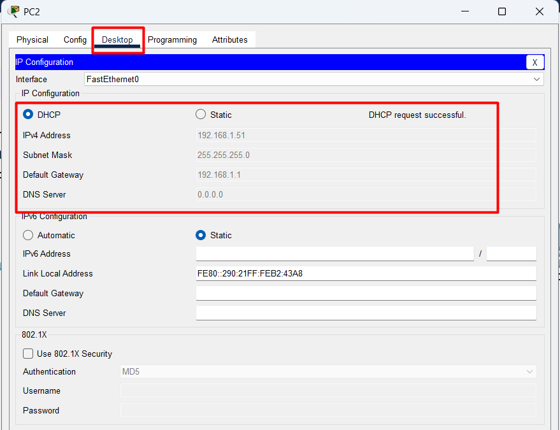 PC2
Physical Config Desktop Programming Attributes
IP Configuration X
Interface FastEthernet0
IP Configuration
DHCP Static DHCP request successful.
IPv4 Address 192.168.1.51
Subnet Mask 255.255.255.0
Default Gateway 192.168.1.1
DNS Server 0.0.0.0
IPv6 Configuration
Automatic Static
IPv6 Address /
Link Local Address FE80::290:21FF:FEB2:43A8
Default Gateway
DNS Server
802.1X
Use 802.1X Security
Authentication MD5
Username
Password